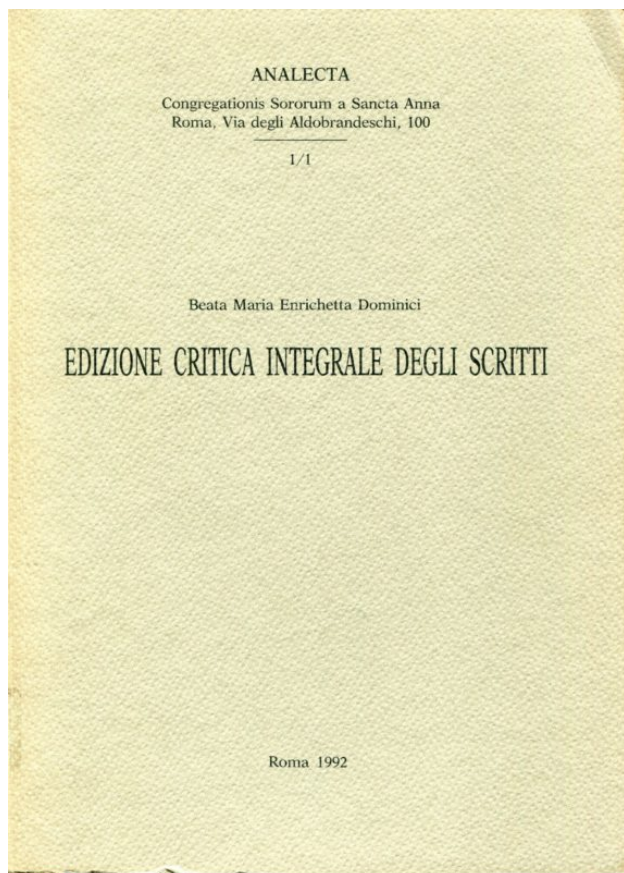 ANALECTA
Congregationis Sororum a Sancta Anna
Roma, Via degli Aldobrandeschi, 100
1/1
Beata Maria Enrichetta Dominici
EDIZIONE CRITICA INTEGRALE DEGLI SCRITTI
Roma 1992